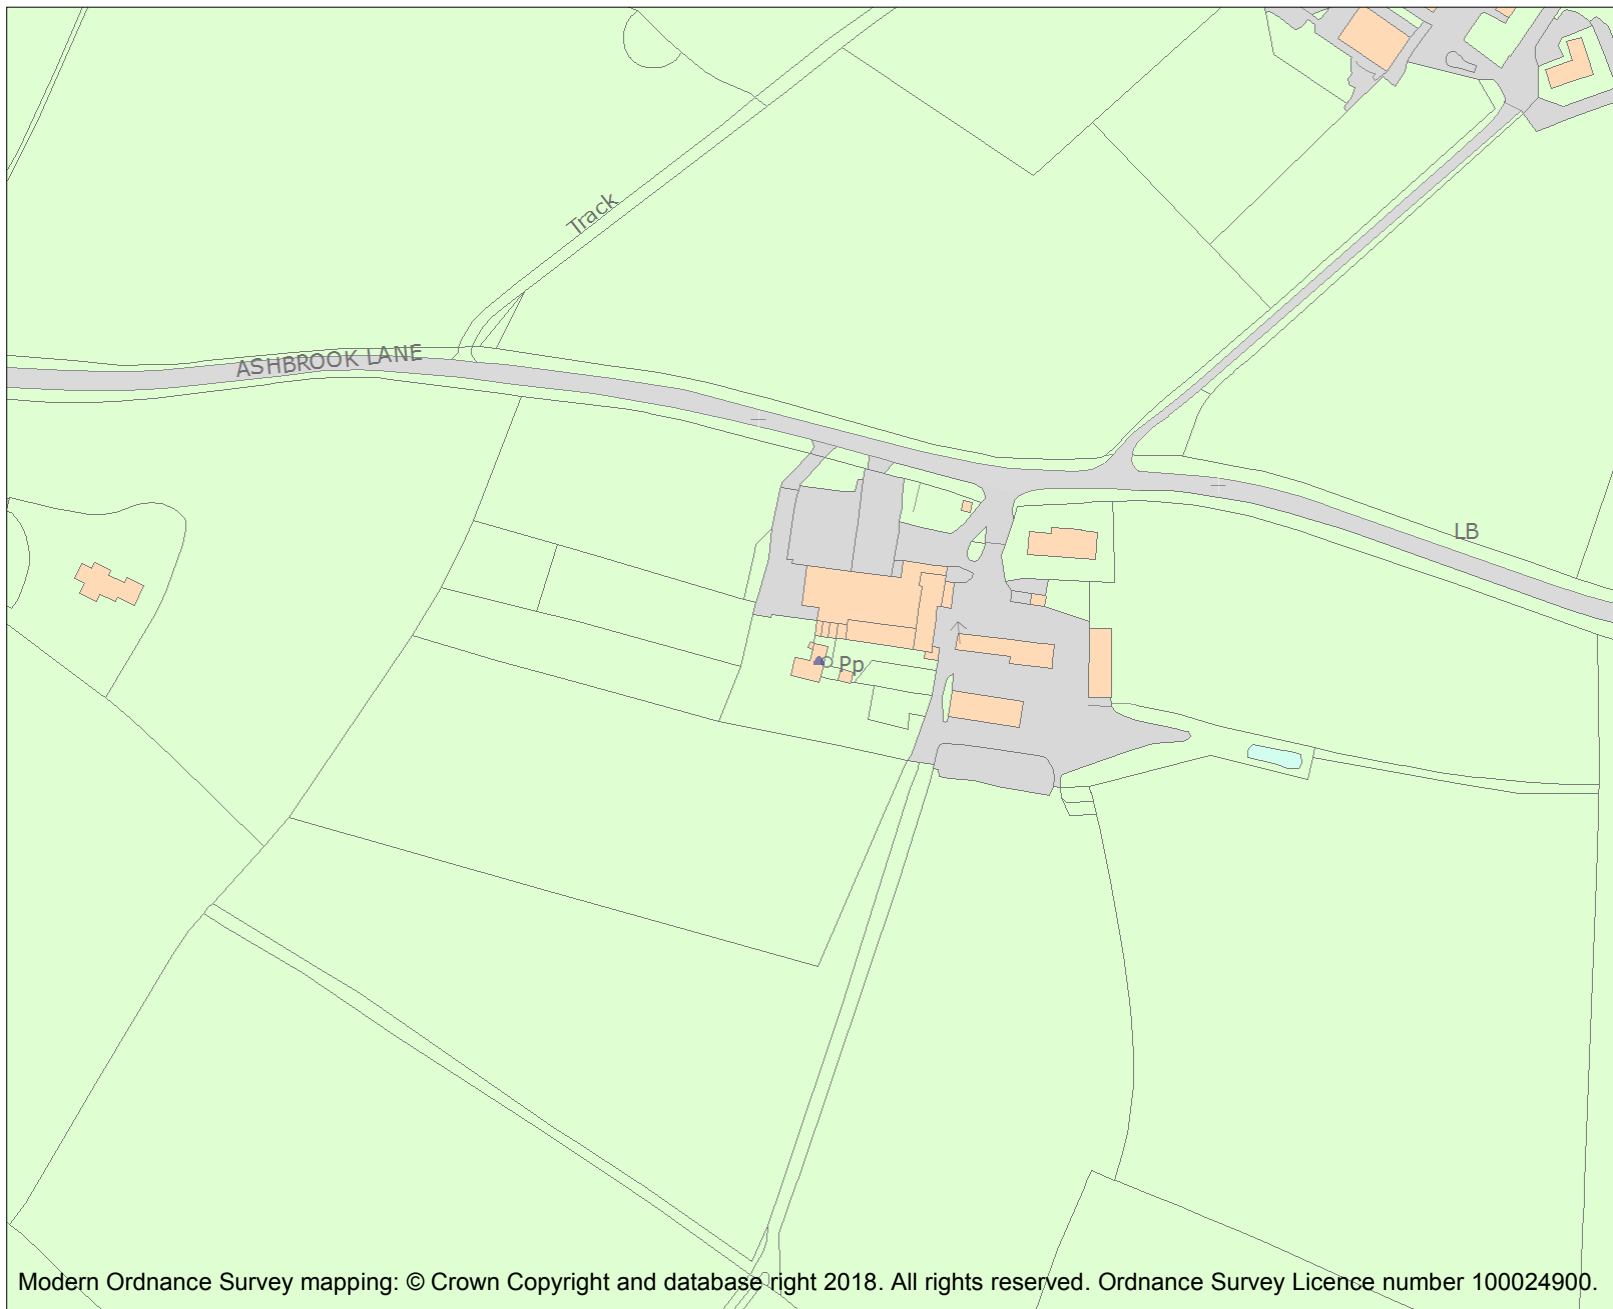 Track
ASHBROOK LANE
LB
Pp
Modern Ordnance Survey mapping: © Crown Copyright and database right 2018. All rights reserved. Ordnance Survey Licence number 100024900.